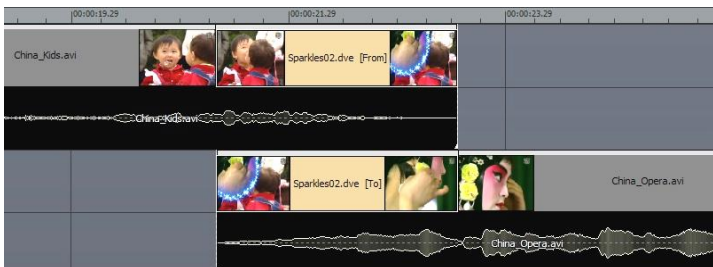 00:00:19.29
00:00:21.29
00:00:23.29
China_Kids.avi
Sparkles02.dve [From]
China_Kids.avi
Sparkles02.dve [To]
China_Opera.avi
China_Opera.avi